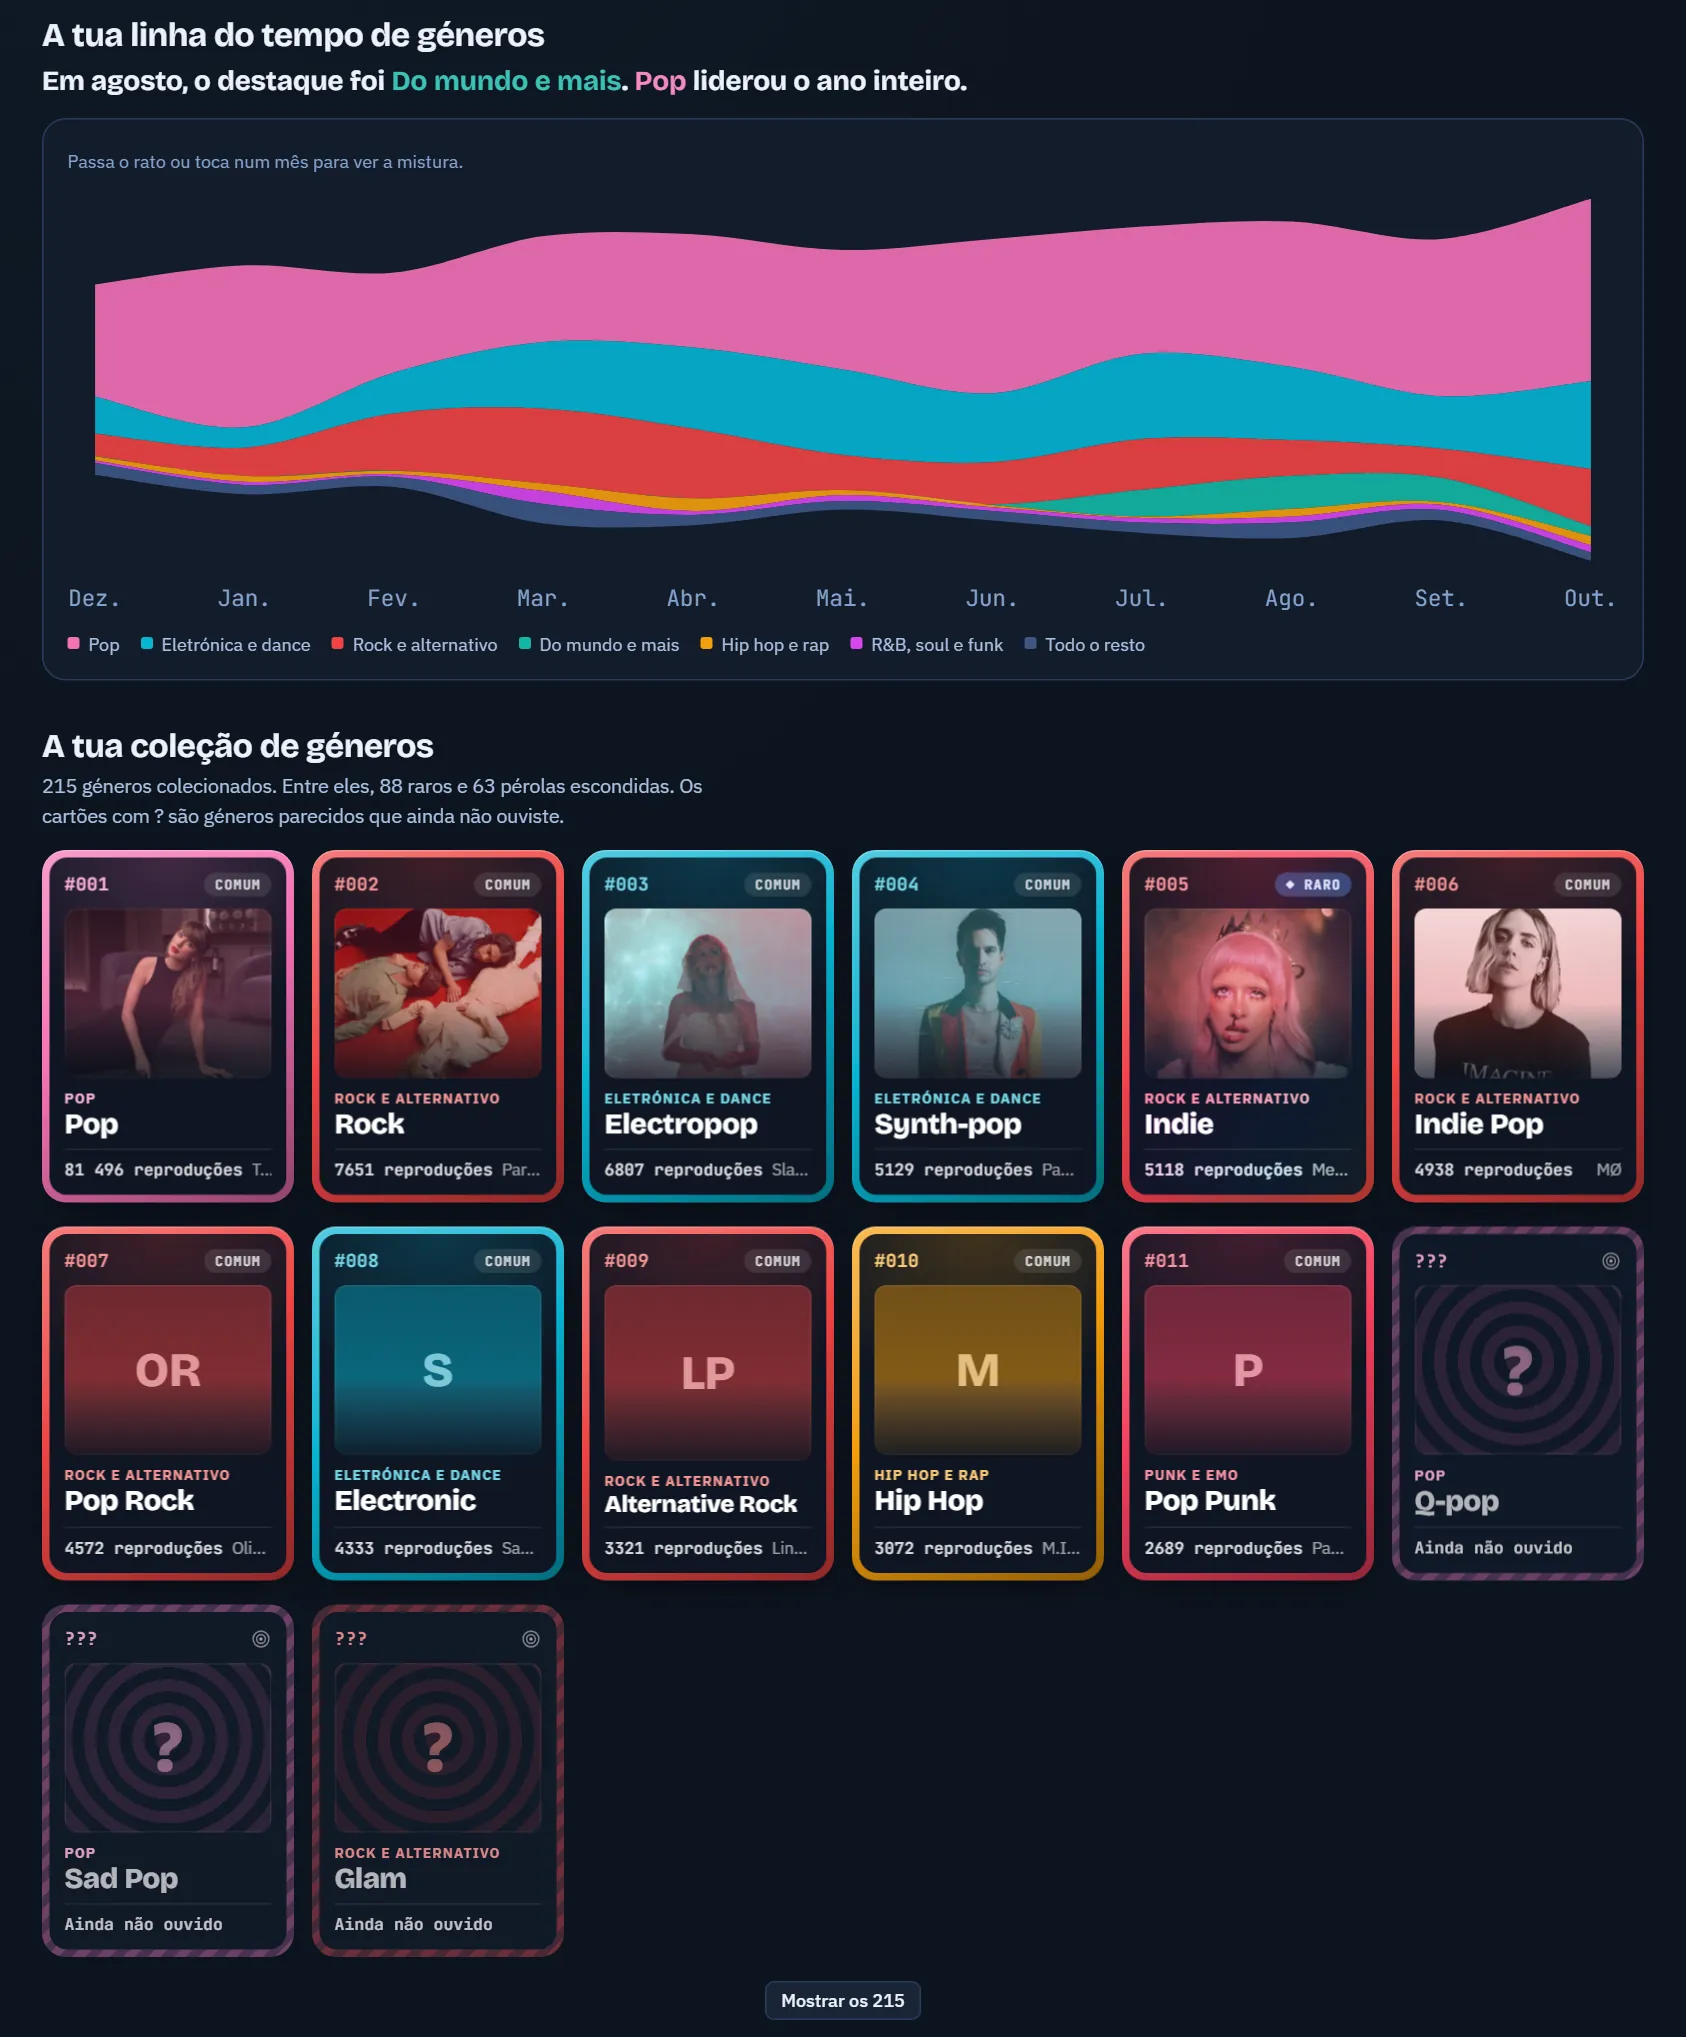 A tua linha do tempo de géneros
Em agosto, o destaque foi Do mundo e mais. Pop liderou o ano inteiro.
Passa o rato ou toca num mês para ver a mistura.
Dez. Jan. Fev. Mar. Abr. Mai. Jun. Jul. Ago. Set. Out.
Pop Eletrónica e dance Rock e alternativo Do mundo e mais Hip hop e rap R&B, soul e funk Todo o resto
A tua coleção de géneros
215 géneros colecionados. Entre eles, 88 raros e 63 pérolas escondidas. Os
cartões com ? são géneros parecidos que ainda não ouviste.
#001 COMUM
POP
Pop
81 496 reproduções T...
#002 COMUM
ROCK E ALTERNATIVO
Rock
7651 reproduções Par...
#003 COMUM
ELETRÓNICA E DANCE
Electropop
6807 reproduções Sla...
#004 COMUM
ELETRÓNICA E DANCE
Synth-pop
5129 reproduções Pa...
#005 ◆ RARO
ROCK E ALTERNATIVO
Indie
5118 reproduções Me...
#006 COMUM
IMAGINE
ROCK E ALTERNATIVO
Indie Pop
4938 reproduções MØ
#007 COMUM
OR
ROCK E ALTERNATIVO
Pop Rock
4572 reproduções Oli...
#008 COMUM
S
ELETRÓNICA E DANCE
Electronic
4333 reproduções Sa...
#009 COMUM
LP
ROCK E ALTERNATIVO
Alternative Rock
3321 reproduções Lin...
#010 COMUM
M
HIP HOP E RAP
Hip Hop
3072 reproduções M.I...
#011 COMUM
P
PUNK E EMO
Pop Punk
2689 reproduções Pa...
???
?
POP
Q-pop
Ainda não ouvido
???
?
POP
Sad Pop
Ainda não ouvido
???
?
ROCK E ALTERNATIVO
Glam
Ainda não ouvido
Mostrar os 215